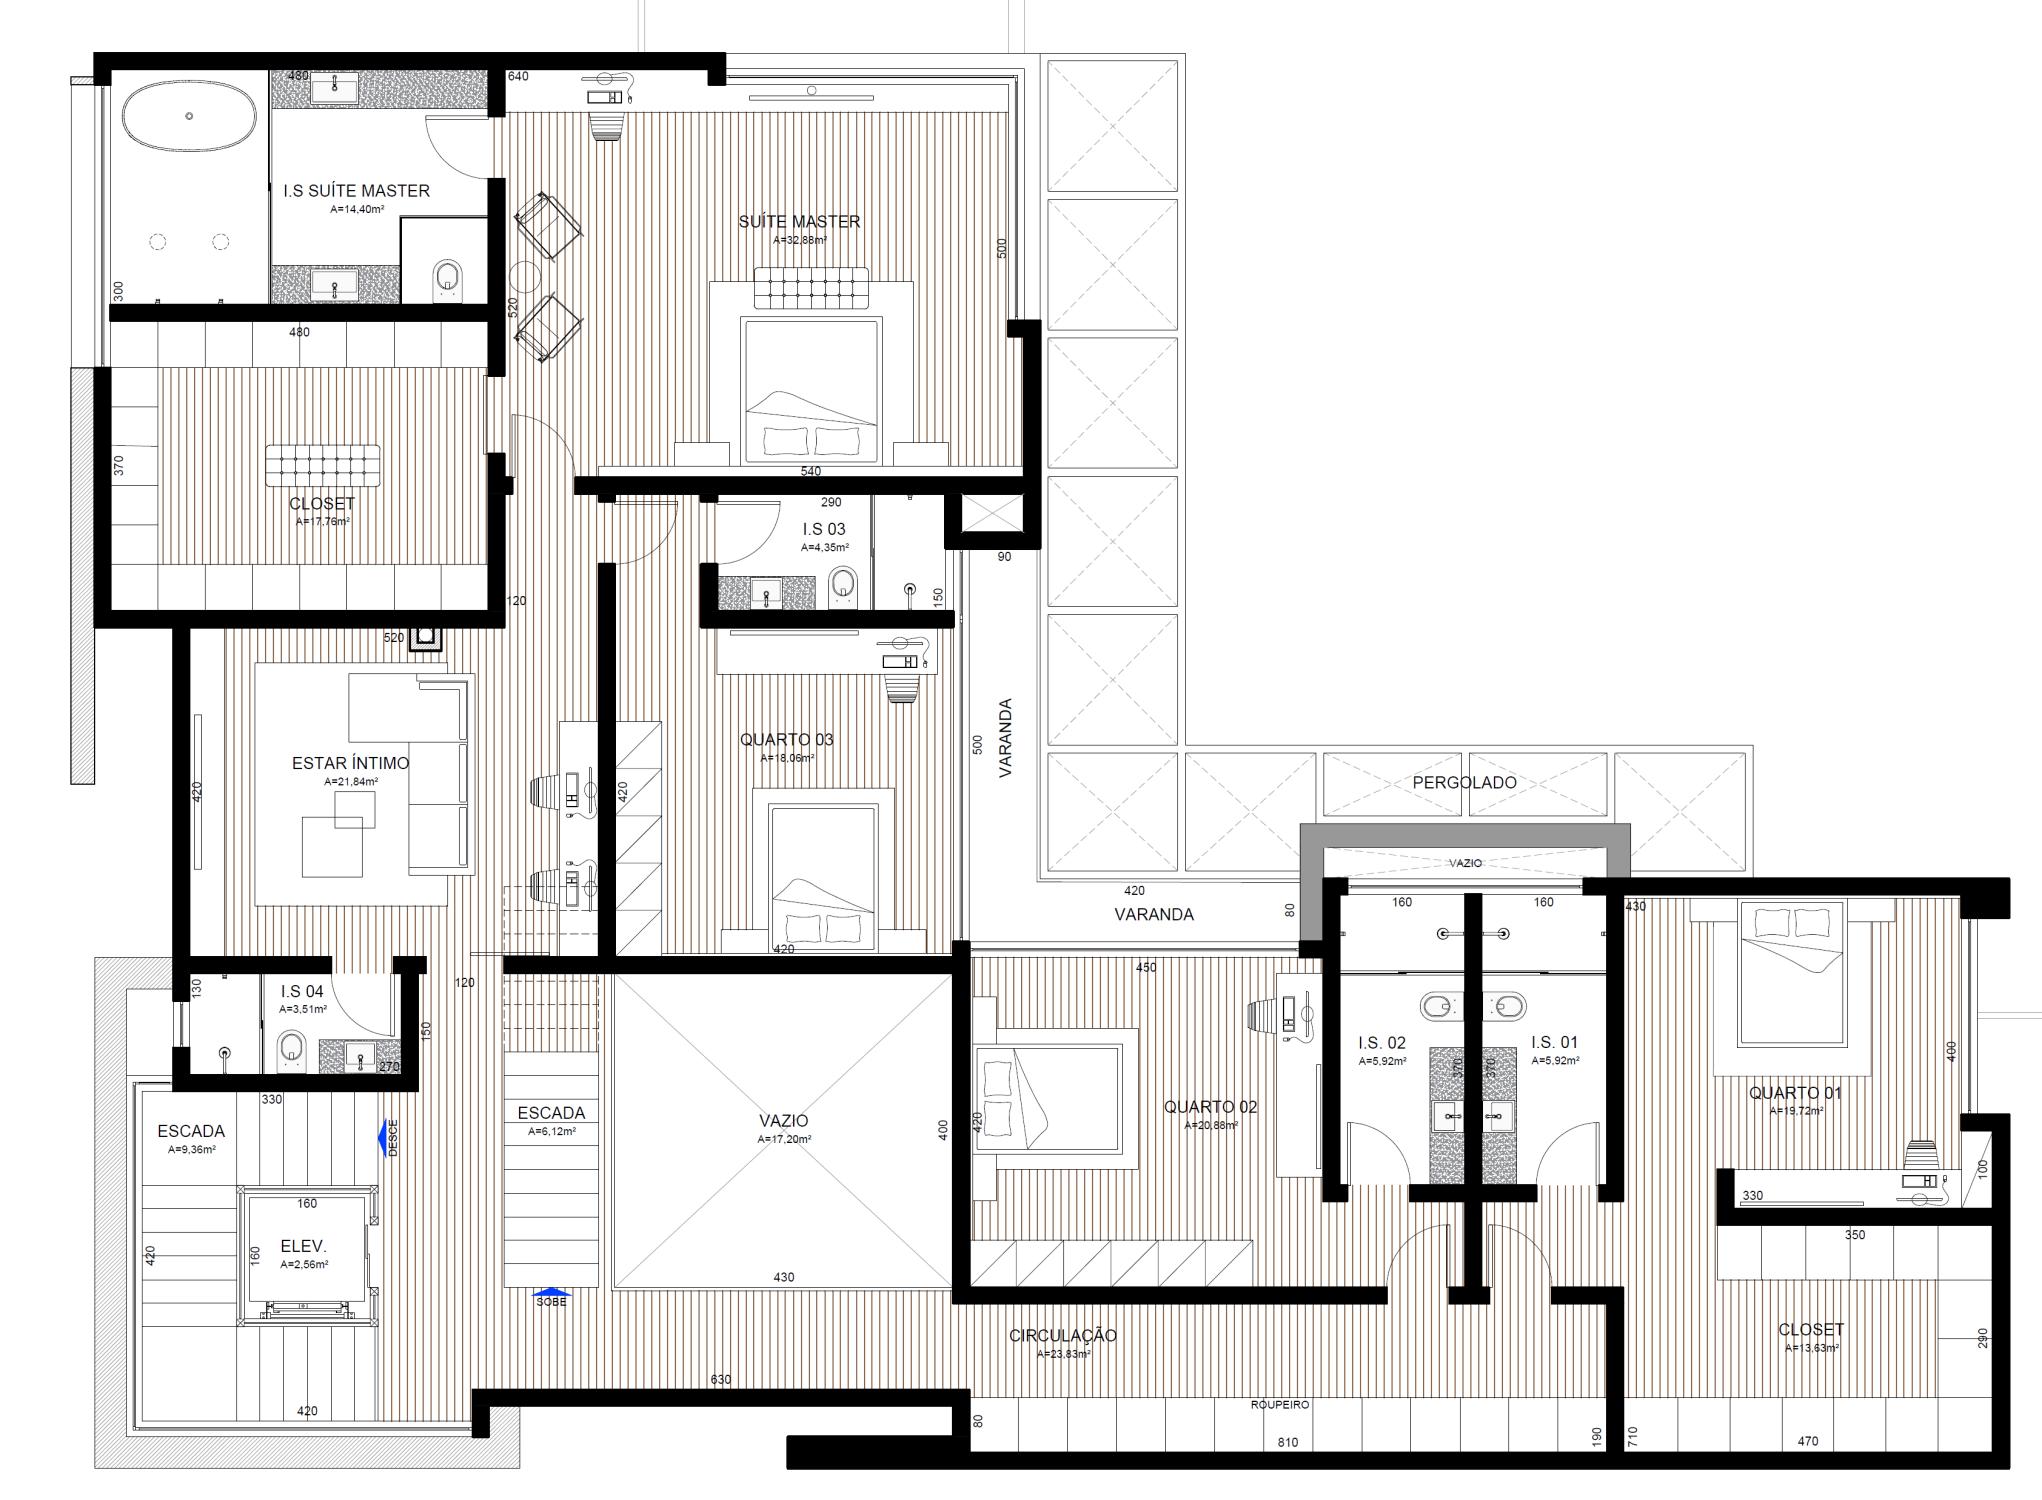 480
640
I.S SUÍTE MASTER
A=14,40m²
SUÍTE MASTER
A=32,88m²
500
300
520
480
370
540
CLOSET
A=17,76m²
290
I.S 03
A=4,35m²
90
150
120
520
QUARTO 03
A=18,06m²
500
VARANDA
ESTAR ÍNTIMO
A=21,84m²
420
420
PERGOLADO
VAZIO
420
VARANDA
80
160
160
430
420
450
130
I.S 04
A=3,51m²
120
150
270
330
I.S. 02
A=5,92m²
370
370
I.S. 01
A=5,92m²
400
QUARTO 01
A=19,72m²
ESCADA
A=9,36m²
DESCE
ESCADA
A=6,12m²
VAZIO
A=17,20m²
400
420
QUARTO 02
A=20,88m²
100
330
160
160
ELEV.
A=2,56m²
420
350
430
SOBE
CIRCULAÇÃO
A=23,83m²
CLOSET
A=13,63m²
290
630
ROUPEIRO
420
80
810
190
710
470